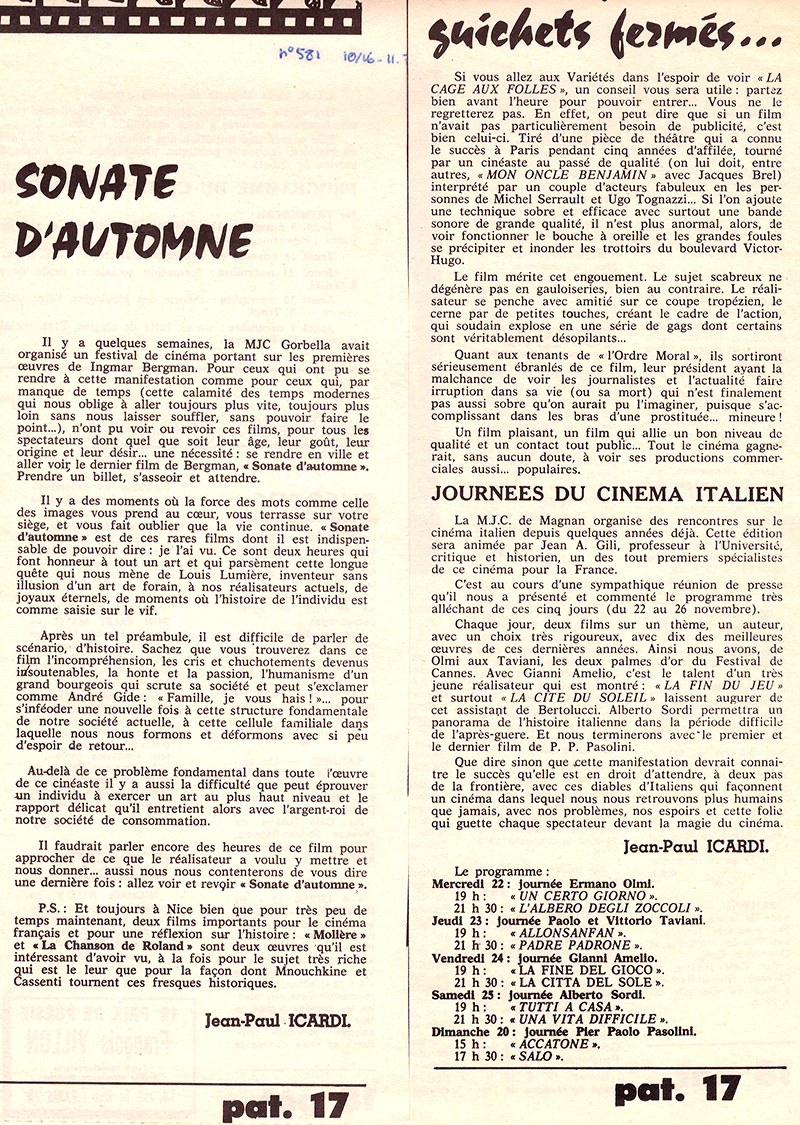 n° 581 10/16-11.7
SONATE
D'AUTOMNE
Il y a quelques semaines, la MJC Gorbella avait
organisé un festival de cinéma portant sur les premières
œuvres de Ingmar Bergman. Pour ceux qui ont pu se
rendre à cette manifestation comme pour ceux qui, par
manque de temps (cette calamité des temps modernes
qui nous oblige à aller toujours plus vite, toujours plus
loin sans nous laisser souffler, sans pouvoir faire le
point...), n'ont pu voir ou revoir ces films, pour tous les
spectateurs dont quel que soit leur âge, leur goût, leur
origine et leur désir... une nécessité : se rendre en ville et
aller voir le dernier film de Bergman, « Sonate d'automne ».
Prendre un billet, s'asseoir et attendre.
Il y a des moments où la force des mots comme celle
des images vous prend au cœur, vous terrasse sur votre
siège, et vous fait oublier que la vie continue. « Sonate
d'automne » est de ces rares films dont il est indispen-
sable de pouvoir dire : je l'ai vu. Ce sont deux heures qui
font honneur à tout un art et qui parsèment cette longue
quête qui nous mène de Louis Lumière, inventeur sans
illusion d'un art de forain, à nos réalisateurs actuels, de
joyaux éternels, de moments où l'histoire de l'individu est
comme saisie sur le vif.
Après un tel préambule, il est difficile de parler de
scénario, d'histoire. Sachez que vous trouverez dans ce
film l'incompréhension, les cris et chuchotements devenus
insoutenables, la honte et la passion, l'humanisme d'un
grand bourgeois qui scrute sa société et peut s'exclamer
comme André Gide : « Famille, je vous hais ! »... pour
s'inféoder une nouvelle fois à cette structure fondamentale
de notre société actuelle, à cette cellule familiale dans
laquelle nous nous formons et déformons avec si peu
d'espoir de retour...
Au-delà de ce problème fondamental dans toute l'œuvre
de ce cinéaste il y a aussi la difficulté que peut éprouver
un individu à exercer un art au plus haut niveau et le
rapport délicat qu'il entretient alors avec l'argent-roi de
notre société de consommation.
Il faudrait parler encore des heures de ce film pour
approcher de ce que le réalisateur a voulu y mettre et
nous donner... aussi nous nous contenterons de vous dire
une dernière fois : allez voir et revoir « Sonate d'automne ».
P.S. : Et toujours à Nice bien que pour très peu de
temps maintenant, deux films importants pour le cinéma
français et pour une réflexion sur l'histoire : « Molière »
et « La Chanson de Roland » sont deux œuvres qu'il est
intéressant d'avoir vu, à la fois pour le sujet très riche
qui est le leur que pour la façon dont Mnouchkine et
Cassenti tournent ces fresques historiques.
Jean-Paul ICARDI.
pat. 17
guichets fermés...
Si vous allez aux Variétés dans l'espoir de voir « LA
CAGE AUX FOLLES », un conseil vous sera utile : partez
bien avant l'heure pour pouvoir entrer... Vous ne le
regretterez pas. En effet, on peut dire que si un film
n'avait pas particulièrement besoin de publicité, c'est
bien celui-ci. Tiré d'une pièce de théâtre qui a connu
le succès à Paris pendant cinq années d'affilée, tourné
par un cinéaste au passé de qualité (on lui doit, entre
autres, « MON ONCLE BENJAMIN » avec Jacques Brel)
interprété par un couple d'acteurs fabuleux en les per-
sonnes de Michel Serrault et Ugo Tognazzi... Si l'on ajoute
une technique sobre et efficace avec surtout une bande
sonore de grande qualité, il n'est plus anormal, alors, de
voir fonctionner le bouche à oreille et les grandes foules
se précipiter et inonder les trottoirs du boulevard Victor-
Hugo.
Le film mérite cet engouement. Le sujet scabreux ne
dégénère pas en gauloiseries, bien au contraire. Le réali-
sateur se penche avec amitié sur ce coupe tropézien, le
cerne par de petites touches, créant le cadre de l'action,
qui soudain explose en une série de gags dont certains
sont véritablement désopilants...
Quant aux tenants de « l'Ordre Moral », ils sortiront
sérieusement ébranlés de ce film, leur président ayant la
malchance de voir les journalistes et l'actualité faire
irruption dans sa vie (ou sa mort) qui n'est finalement
pas aussi sobre qu'on aurait pu l'imaginer, puisque s'ac-
complissant dans les bras d'une prostituée... mineure !
Un film plaisant, un film qui allie un bon niveau de
qualité et un contact tout public... Tout le cinéma gagne-
rait, sans aucun doute, à voir ses productions commer-
ciales aussi... populaires.
JOURNEES DU CINEMA ITALIEN
La M.J.C. de Magnan organise des rencontres sur le
cinéma italien depuis quelques années déjà. Cette édition
sera animée par Jean A. Gili, professeur à l'Université,
critique et historien, un des tout premiers spécialistes
de ce cinéma pour la France.
C'est au cours d'une sympathique réunion de presse
qu'il nous a présenté et commenté le programme très
alléchant de ces cinq jours (du 22 au 26 novembre).
Chaque jour, deux films sur un thème, un auteur,
avec un choix très rigoureux, avec dix des meilleures
œuvres de ces dernières années. Ainsi nous avons, de
Olmi aux Taviani, les deux palmes d'or du Festival de
Cannes. Avec Gianni Amelio, c'est le talent d'un très
jeune réalisateur qui est montré : « LA FIN DU JEU »
et surtout « LA CITE DU SOLEIL » laissent augurer de
cet assistant de Bertolucci. Alberto Sordi permettra un
panorama de l'histoire italienne dans la période difficile
de l'après-guerre. Et nous terminerons avec le premier et
le dernier film de P. P. Pasolini.
Que dire sinon que cette manifestation devrait connaî-
tre le succès qu'elle est en droit d'attendre, à deux pas
de la frontière, avec ces diables d'Italiens qui façonnent
un cinéma dans lequel nous nous retrouvons plus humains
que jamais, avec nos problèmes, nos espoirs et cette folie
qui guette chaque spectateur devant la magie du cinéma.
Jean-Paul ICARDI.
Le programme :
Mercredi 22 : journée Ermano Olmi.
19 h : « UN CERTO GIORNO ».
21 h 30 : « L'ALBERO DEGLI ZOCCOLI ».
Jeudi 23 : journée Paolo et Vittorio Taviani.
19 h : « ALLONSANFAN ».
21 h 30 : « PADRE PADRONE ».
Vendredi 24 : journée Gianni Amelio.
19 h : « LA FINE DEL GIOCO ».
21 h 30 : « LA CITTA DEL SOLE ».
Samedi 25 : journée Alberto Sordi.
19 h : « TUTTI A CASA ».
21 h 30 : « UNA VITA DIFFICILE ».
Dimanche 20 : journée Pier Paolo Pasolini.
15 h : « ACCATONE ».
17 h 30 : « SALO ».
pat. 17